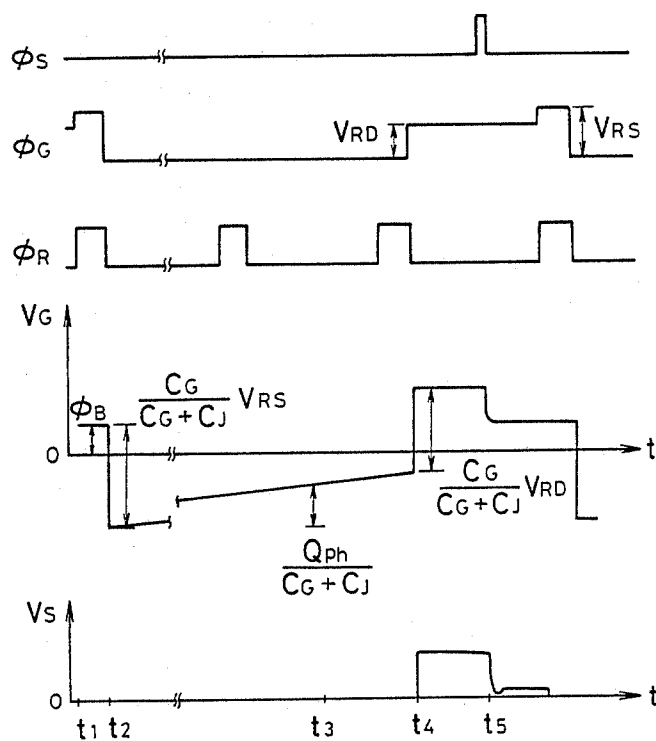 ϕS
ϕG
VRD
VRS
ϕR
VG
ϕB
CG
CG + CJ
VRS
0
t
CG
CG + CJ
VRD
Qph
CG + CJ
VS
0
t
t1
t2
t3
t4
t5